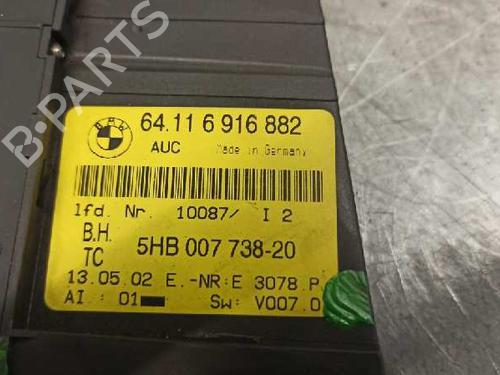 BMW
64.11 6 916 882
AUC Made in Germany
lfd. Nr. 10087/ I 2
B.H.
TC 5HB 007 738-20
13.05.02 E.-NR:E 3078.P
AI.: 01 SW: V007.0
B-Parts